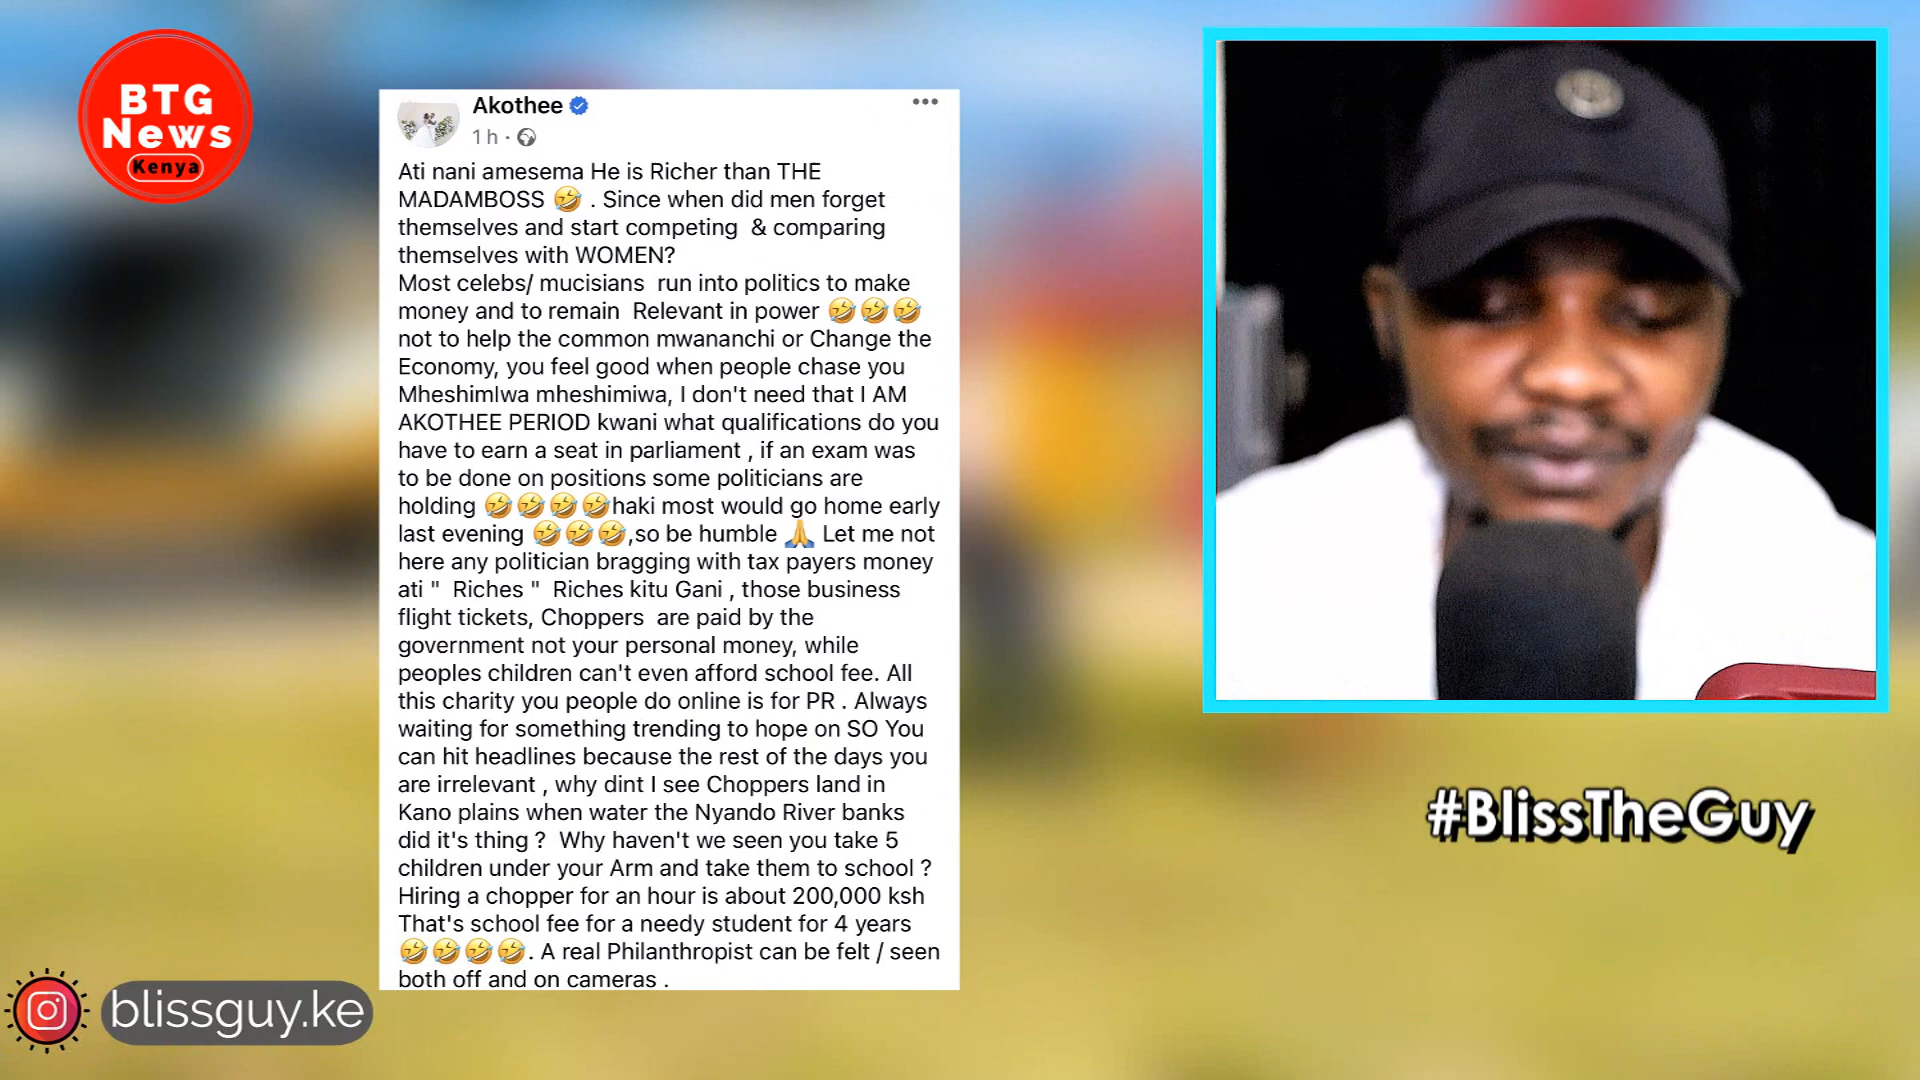 BTG
News
Kenya
Akothee
1 h ·
Ati nani amesema He is Richer than THE
MADAMBOSS 🤣 . Since when did men forget
themselves and start competing & comparing
themselves with WOMEN?
Most celebs/ mucisians run into politics to make
money and to remain Relevant in power 🤣🤣🤣
not to help the common mwananchi or Change the
Economy, you feel good when people chase you
MheshimIwa mheshimiwa, I don't need that I AM
AKOTHEE PERIOD kwani what qualifications do you
have to earn a seat in parliament , if an exam was
to be done on positions some politicians are
holding 🤣🤣🤣🤣haki most would go home early
last evening 🤣🤣🤣,so be humble 🙏 Let me not
here any politician bragging with tax payers money
ati " Riches " Riches kitu Gani , those business
flight tickets, Choppers are paid by the
government not your personal money, while
peoples children can't even afford school fee. All
this charity you people do online is for PR . Always
waiting for something trending to hope on SO You
can hit headlines because the rest of the days you
are irrelevant , why dint I see Choppers land in
Kano plains when water the Nyando River banks
did it's thing ? Why haven't we seen you take 5
children under your Arm and take them to school ?
Hiring a chopper for an hour is about 200,000 ksh
That's school fee for a needy student for 4 years
🤣🤣🤣🤣. A real Philanthropist can be felt / seen
both off and on cameras .
#BlissTheGuy
blissguy.ke